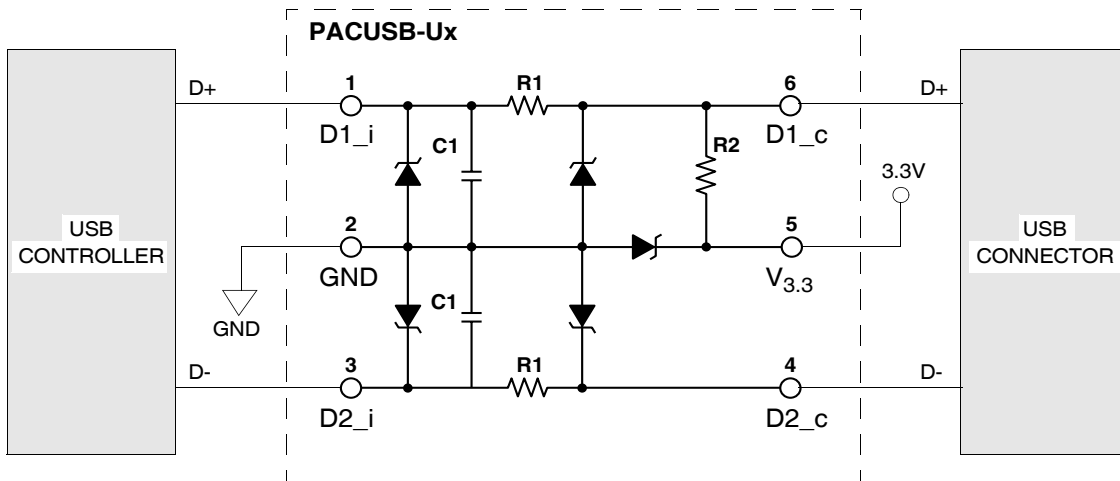 PACUSB-Ux
D+
1
D1_i
C1
R1
6
D1_c
R2
D+
3.3V
USB
CONTROLLER
2
GND
5
V3.3
USB
CONNECTOR
GND
C1
D-
3
D2_i
R1
4
D2_c
D-